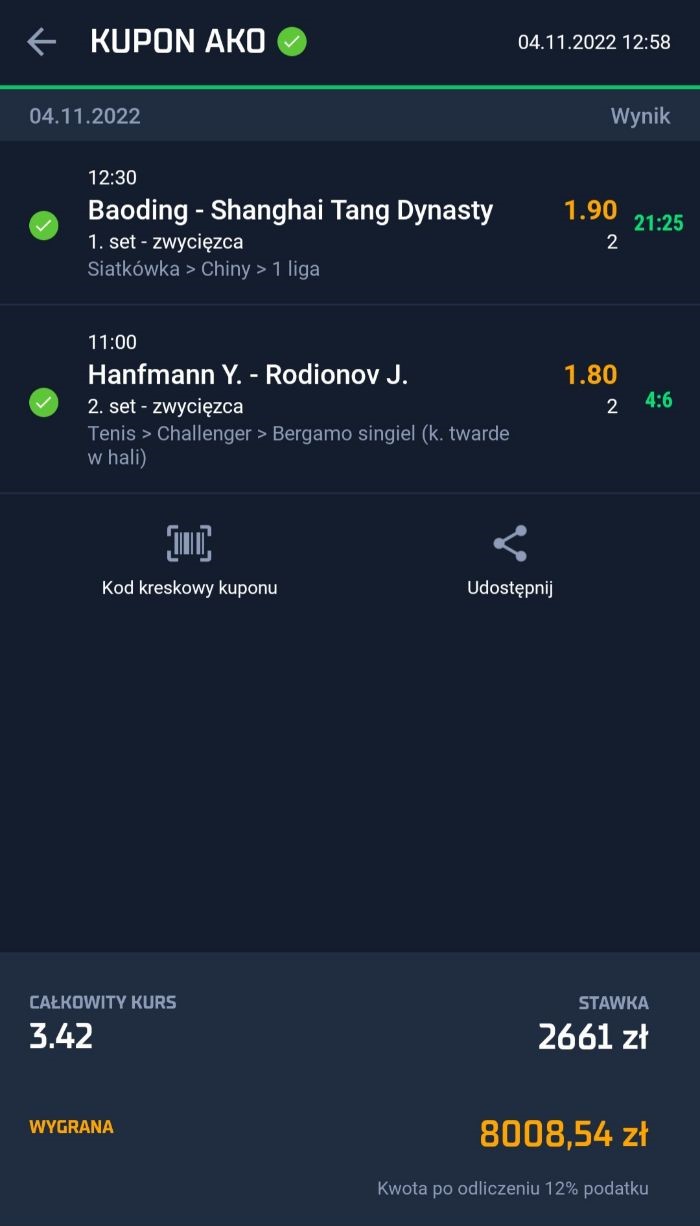 KUPON AKO
04.11.2022 12:58
04.11.2022 Wynik
12:30
Baoding - Shanghai Tang Dynasty 1.90 21:25
1. set - zwycięzca 2
Siatkówka > Chiny > 1 liga
11:00
Hanfmann Y. - Rodionov J. 1.80 4:6
2. set - zwycięzca 2
Tenis > Challenger > Bergamo singiel (k. twarde
w hali)
Kod kreskowy kuponu Udostępnij
CAŁKOWITY KURS STAWKA
3.42 2661 zł
WYGRANA 8008,54 zł
Kwota po odliczeniu 12% podatku